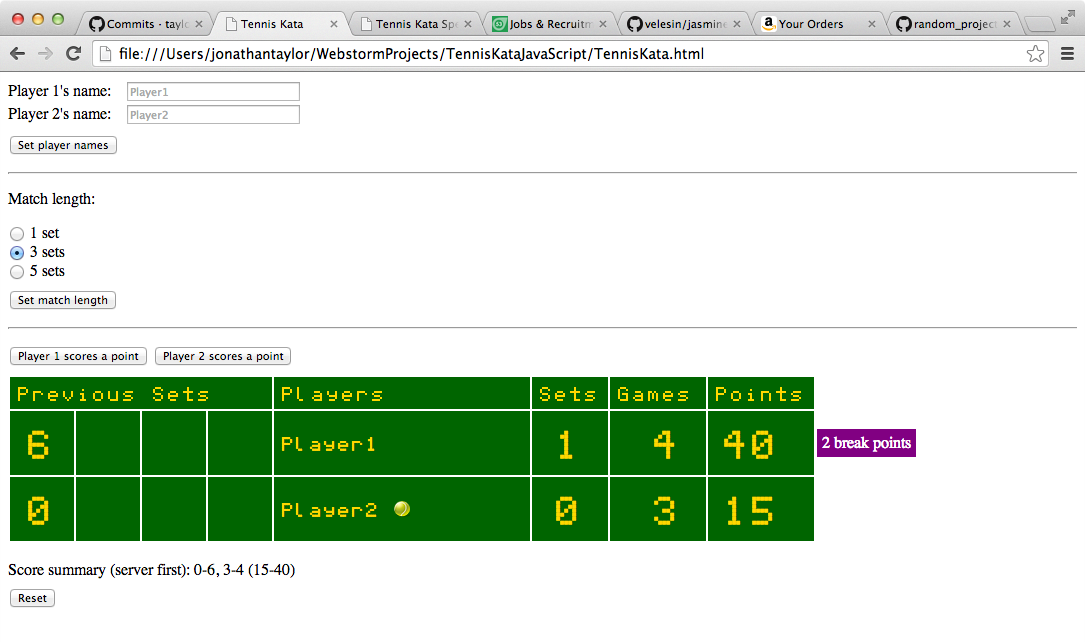 Commits · taylo
Tennis Kata
Tennis Kata Spe
Jobs & Recruitm
velesin/jasmine
Your Orders
random_project
file:///Users/jonathantaylor/WebstormProjects/TennisKataJavaScript/TennisKata.html
Player 1's name: Player1
Player 2's name: Player2
Set player names
Match length:
1 set
3 sets
5 sets
Set match length
Player 1 scores a point Player 2 scores a point
Previous Sets Players Sets Games Points
6 Player1 1 4 40 2 break points
0 Player2 0 3 15
Score summary (server first): 0-6, 3-4 (15-40)
Reset